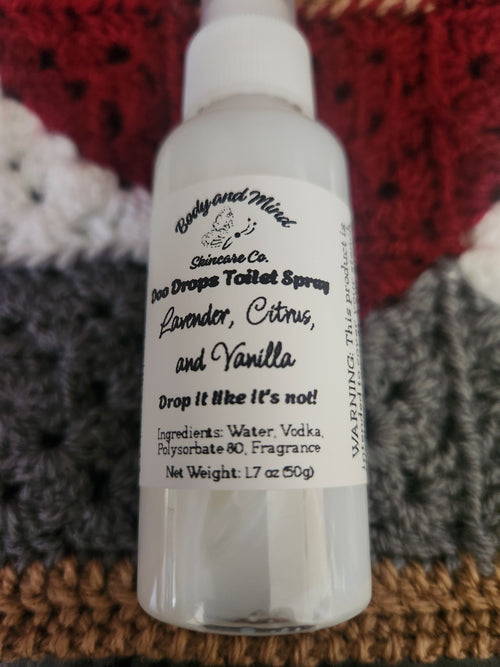 Body and Mind
Skincare Co.
Doo Drops Toilet Spray
Lavender, Citrus,
and Vanilla
Drop it like it's not!
Ingredients: Water, Vodka,
Polysorbate 80, Fragrance
Net Weight: 1.7 oz (50g)
WARNING: This product is